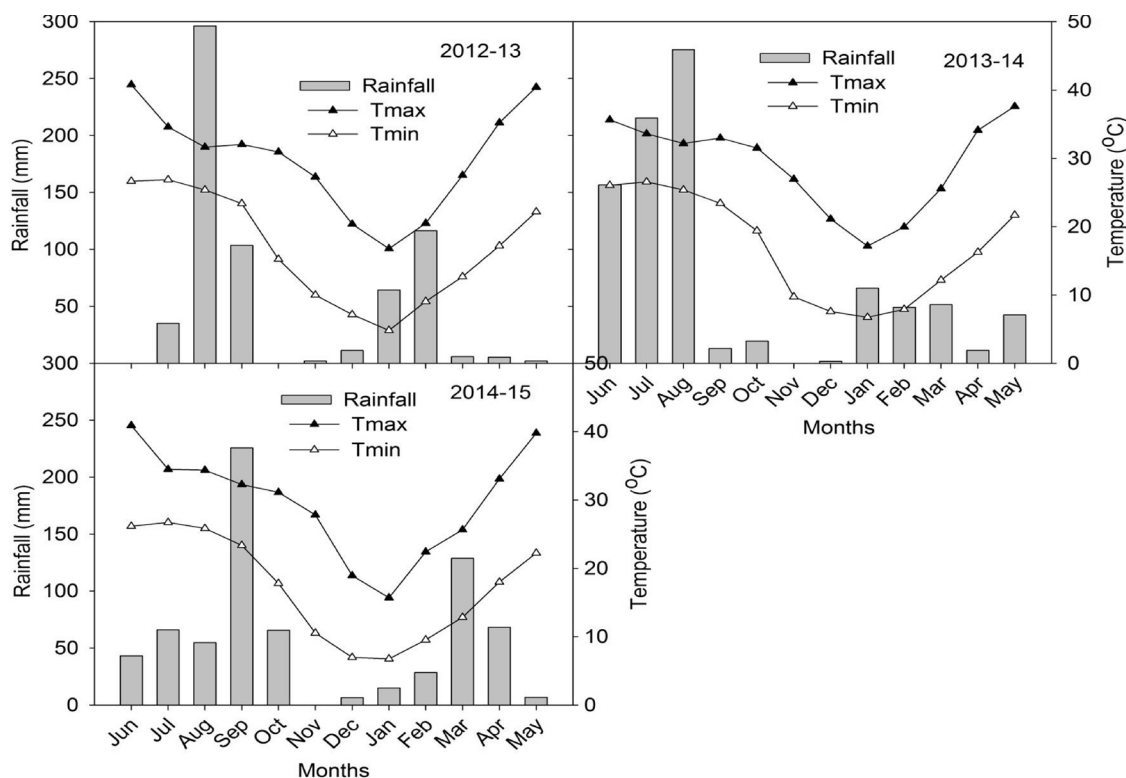 300
250
200
150
100
50
300
Rainfall (mm)
2012-13
Rainfall
Tmax
Tmin
2013-14
Rainfall
Tmax
Tmin
50
40
30
20
10
0
Temperature (°C)
50
Jun
Jul
Aug
Sep
Oct
Nov
Dec
Jan
Feb
Mar
Apr
May
Months
250
200
150
100
50
0
Rainfall (mm)
2014-15
Rainfall
Tmax
Tmin
40
30
20
10
0
Temperature (°C)
Jun
Jul
Aug
Sep
Oct
Nov
Dec
Jan
Feb
Mar
Apr
May
Months